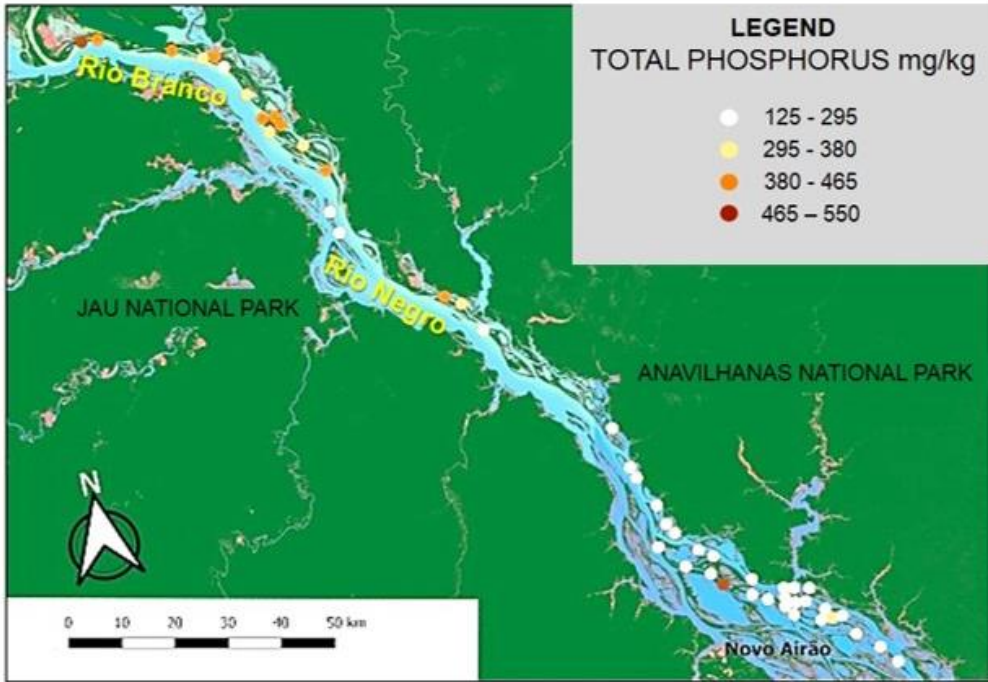 LEGEND
TOTAL PHOSPHORUS mg/kg
125 - 295
295 - 380
380 - 465
465 – 550
Rio Branco
Rio Negro
JAU NATIONAL PARK
ANAVILHANAS NATIONAL PARK
N
0 10 20 30 40 50 km
Novo Airão